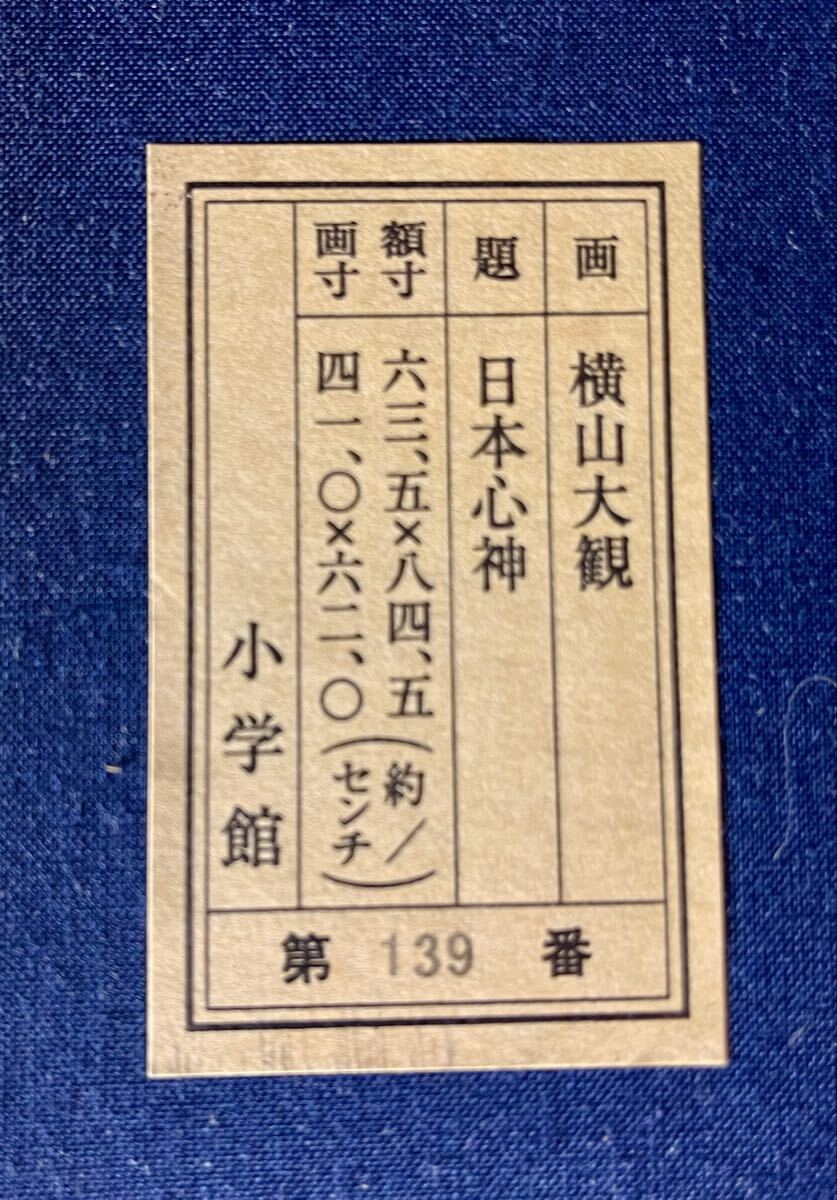 画 横山大観
題 日本心神
額寸 六三、五×八四、五(約/
画寸 四一、〇×六二、〇センチ)
小学館
第 139 番